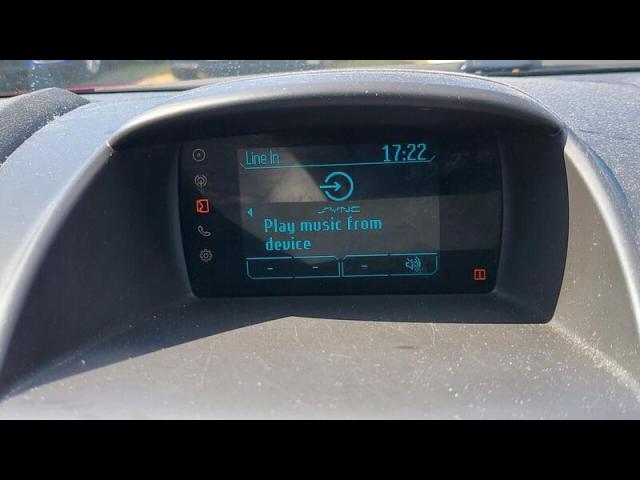 Line In 17:22
SYNC
Play music from
device
- - -
i